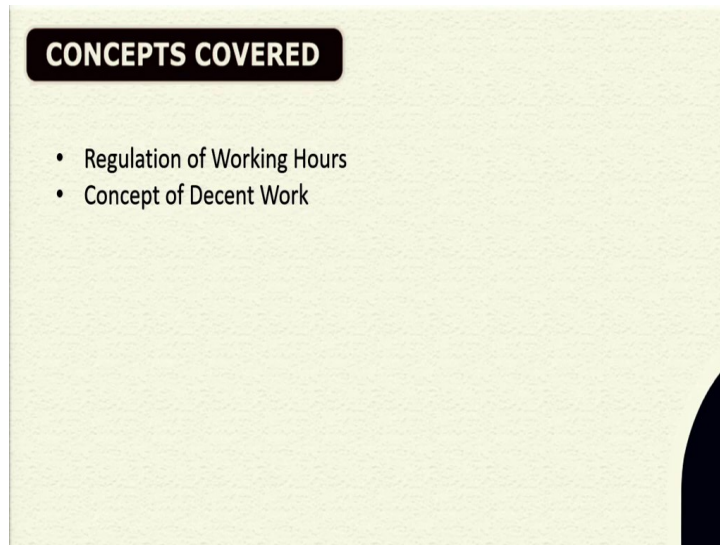 CONCEPTS COVERED
• Regulation of Working Hours
• Concept of Decent Work